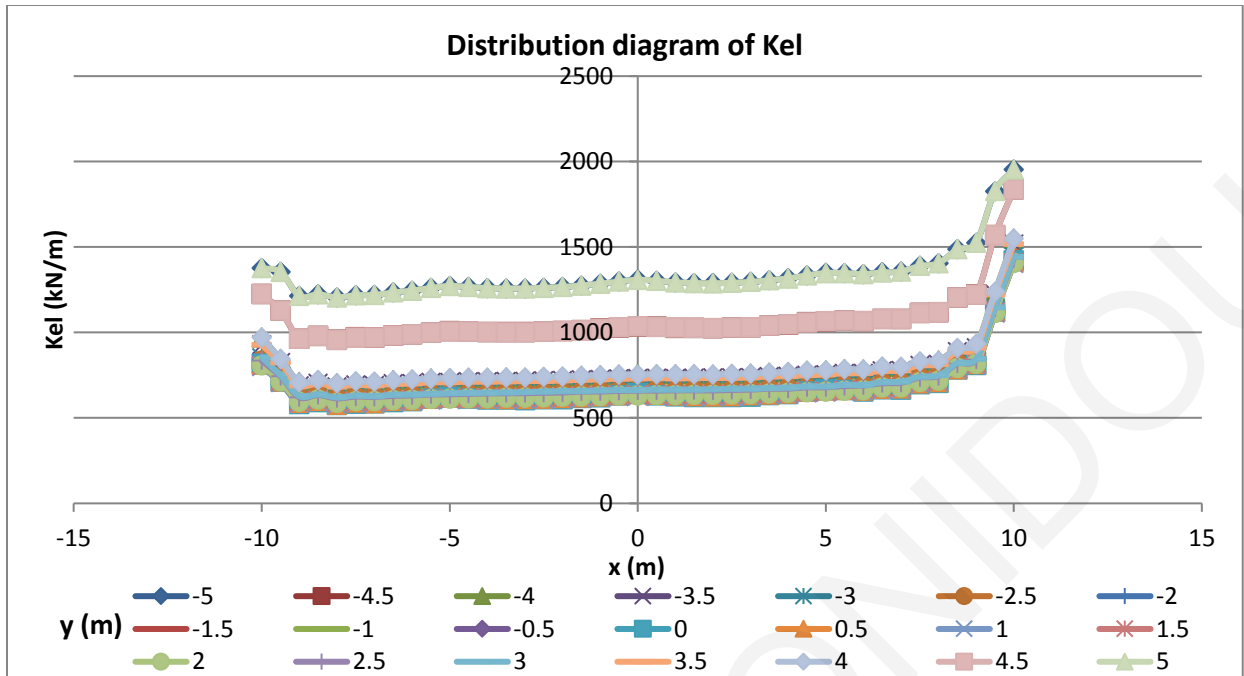 Distribution diagram of Kel
2500
2000
1500
1000
500
0
Kel (kN/m)
-15 -10 -5 0 5 10 15
x (m)
-5 -4.5 -4 -3.5 -3 -2.5 -2
y (m)
-1.5 -1 -0.5 0 0.5 1 1.5
2 2.5 3 3.5 4 4.5 5